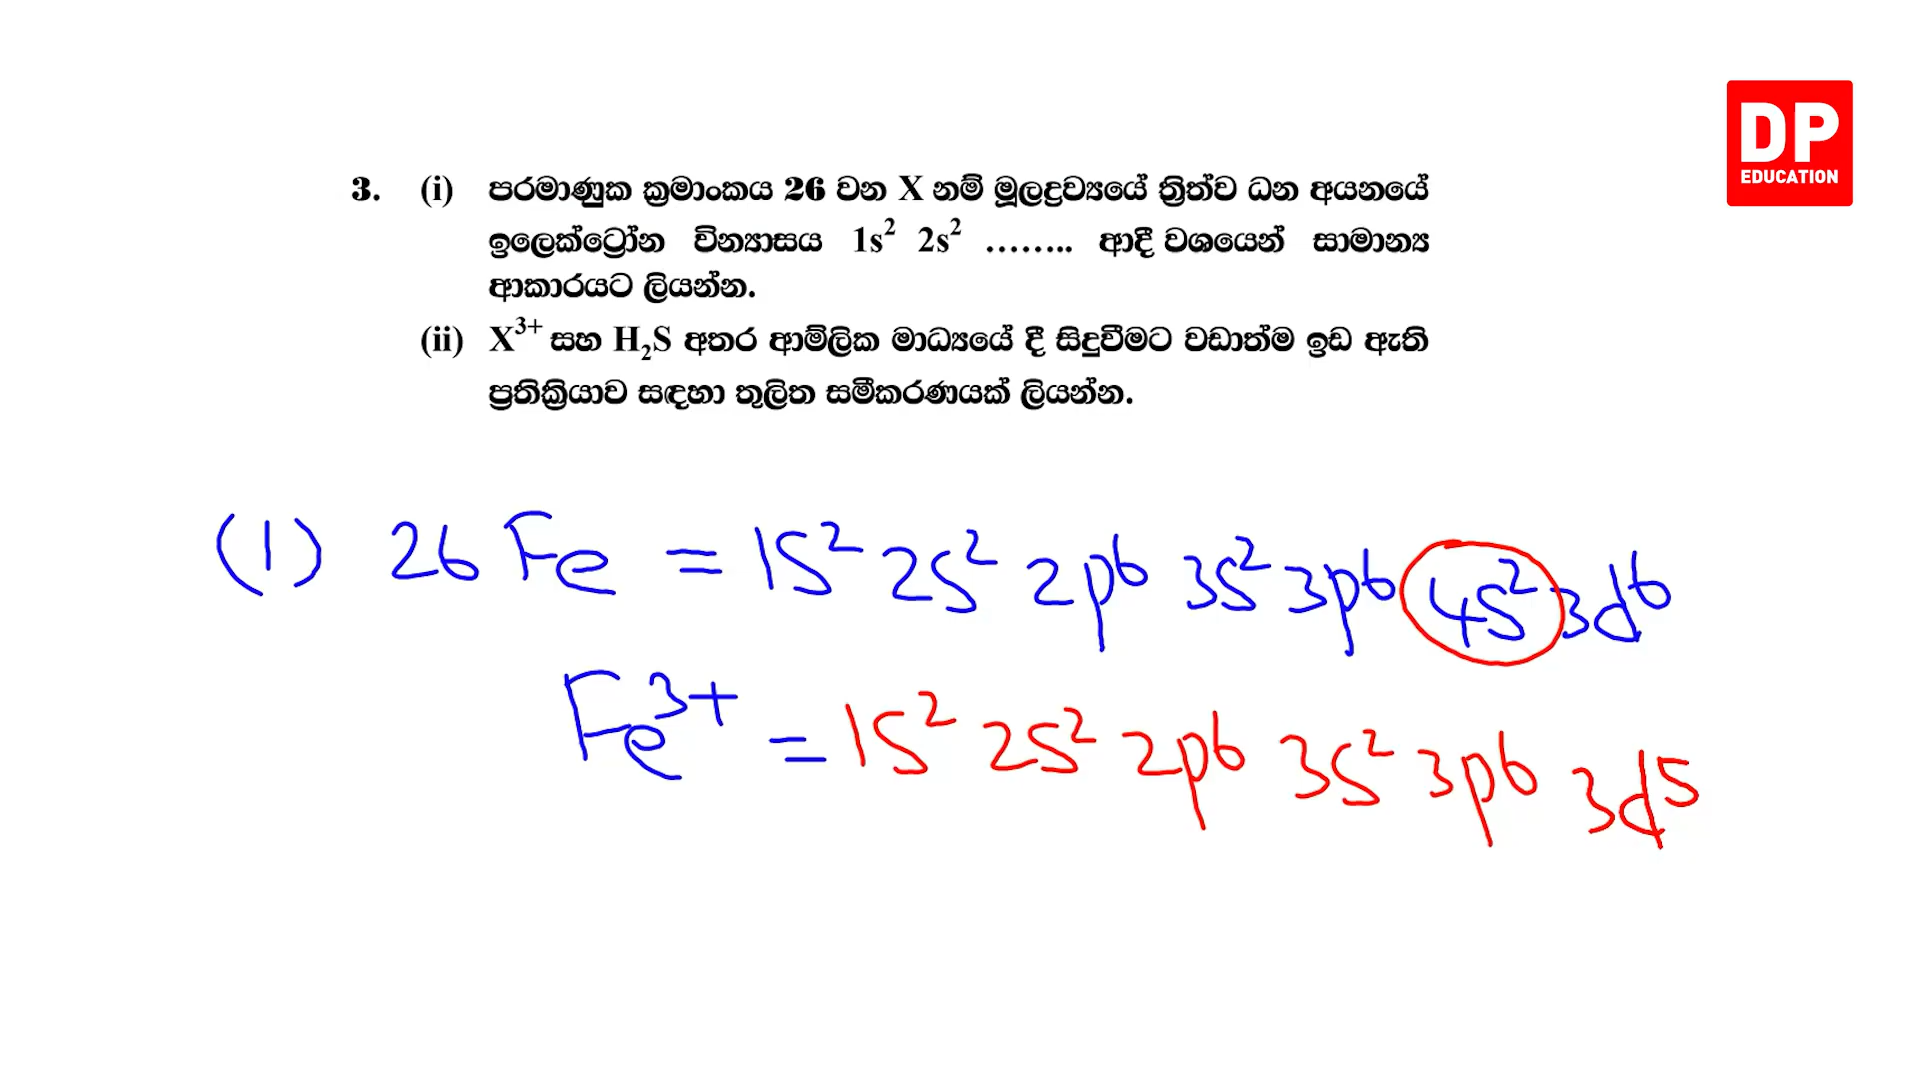 DP
EDUCATION
3. (i) පරමාණුක ක්‍රමාංකය 26 වන X නම් මූලද්‍රව්‍යයේ ත්‍රිත්ව ධන අයනයේ
ඉලෙක්ට්‍රෝන වින්‍යාසය 1s² 2s² …….. ආදී වශයෙන් සාමාන්‍ය
ආකාරයට ලියන්න.
(ii) X³⁺ සහ H₂S අතර ආම්ලික මාධ්‍යයේ දී සිදුවීමට වඩාත්ම ඉඩ ඇති
ප්‍රතික්‍රියාව සඳහා තුලිත සමීකරණයක් ලියන්න.
(1) 26 Fe = 1s² 2s² 2p⁶ 3s² 3p⁶ 4s² 3d⁶
Fe³⁺ = 1s² 2s² 2p⁶ 3s² 3p⁶ 3d⁵